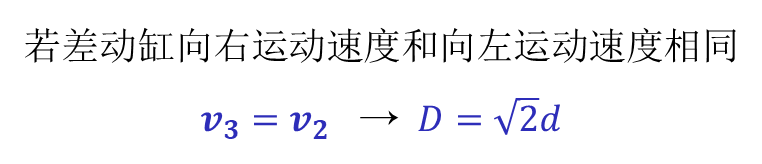 若差动缸向右运动速度和向左运动速度相同
v₃ = v₂ → D = √2d